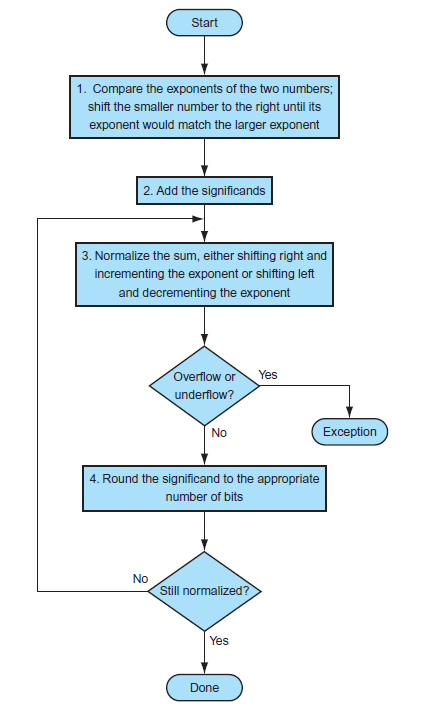 Start
1. Compare the exponents of the two numbers;
shift the smaller number to the right until its
exponent would match the larger exponent
2. Add the significands
3. Normalize the sum, either shifting right and
incrementing the exponent or shifting left
and decrementing the exponent
Overflow or
underflow?
Yes
Exception
No
4. Round the significand to the appropriate
number of bits
No
Still normalized?
Yes
Done